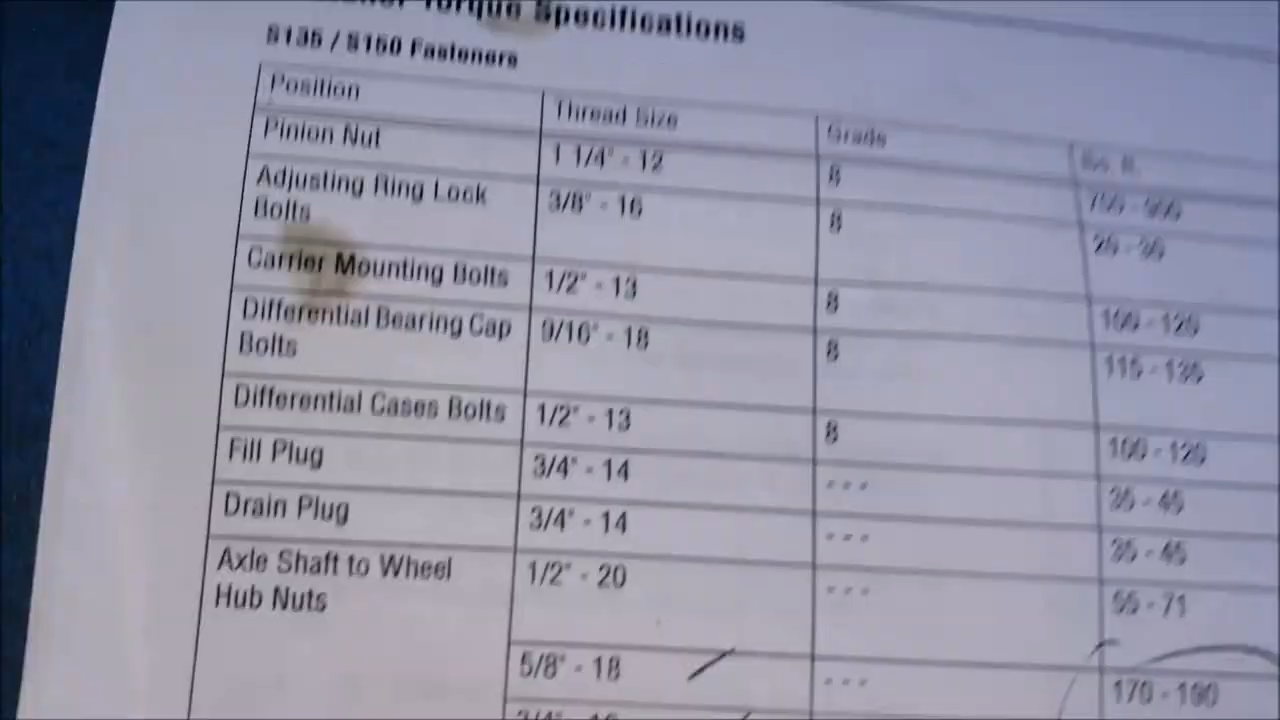 Torque Specifications
S135 / S150 Fasteners
Position Thread Size Grade
Pinion Nut 1 1/4" - 12 8
Adjusting Ring Lock 3/8" - 16 8
Bolts
Carrier Mounting Bolts 1/2" - 13 8 100 - 120
Differential Bearing Cap 9/16" - 18 8 115 - 135
Bolts
Differential Cases Bolts 1/2" - 13 8 100 - 120
Fill Plug 3/4" - 14 - - - 35 - 45
Drain Plug 3/4" - 14 - - - 35 - 45
Axle Shaft to Wheel 1/2" - 20 - - - 55 - 71
Hub Nuts
5/8" - 18 - - - 170 - 190